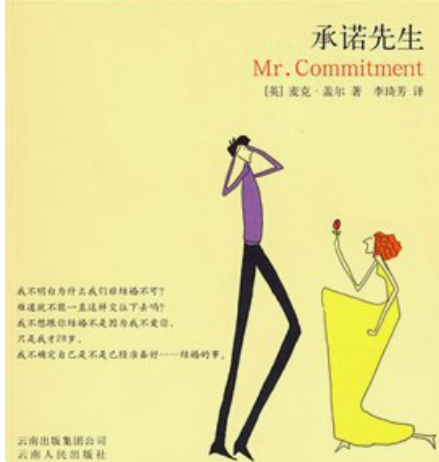 承诺先生
Mr. Commitment
[英] 麦克·盖尔 著 李琦芳 译
我不明白为什么我们非结婚不可?
难道就不能一直这样交往下去吗?
我不想跟你结婚不是因为我不爱你,
只是我才28岁,
我不确定自己是不是已经准备好……结婚的事。
云南出版集团公司
云南人民出版社